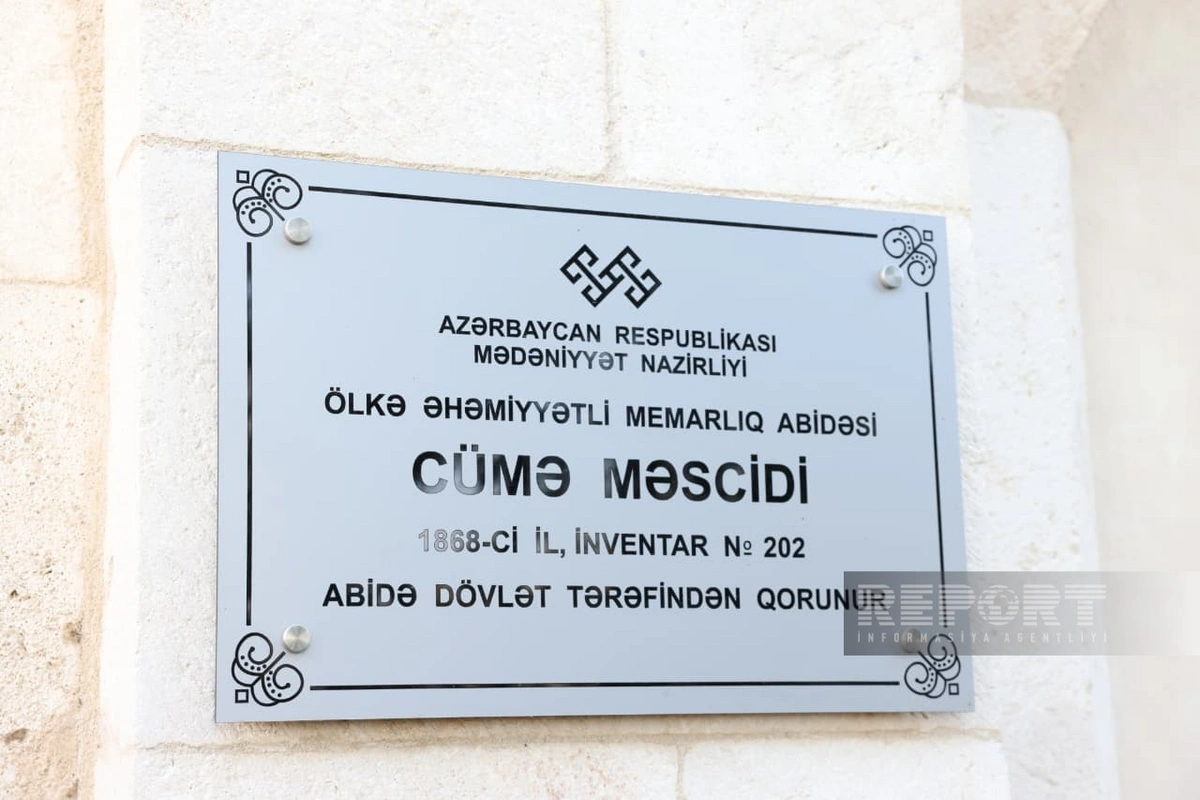 AZƏRBAYCAN RESPUBLİKASI
MƏDƏNİYYƏT NAZİRLİYİ
ÖLKƏ ƏHƏMİYYƏTLİ MEMARLIQ ABİDƏSİ
CÜMƏ MƏSCİDİ
1868-Cİ İL, İNVENTAR № 202
ABİDƏ DÖVLƏT TƏRƏFİNDƏN QORUNUR
REPORT
İNFORMASİYA AGENTLİYİ